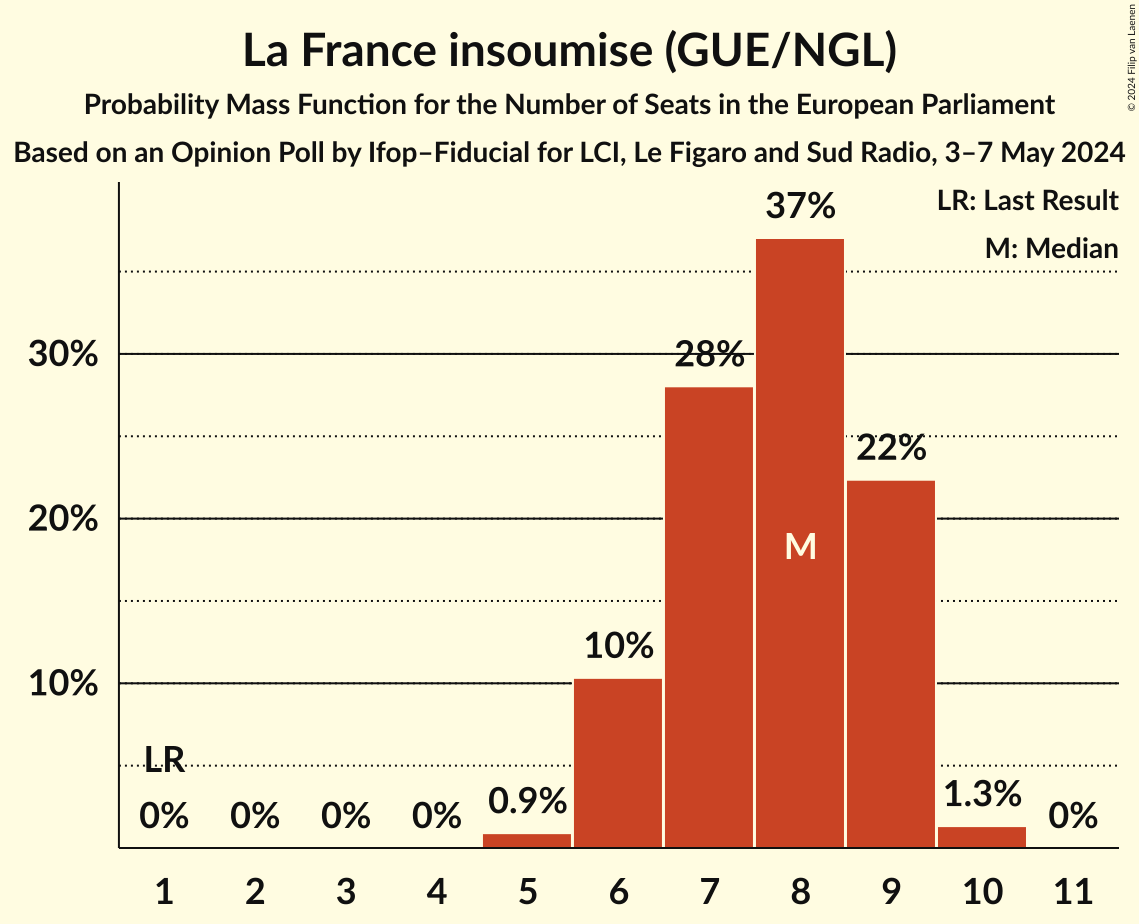 La France insoumise (GUE/NGL)
Probability Mass Function for the Number of Seats in the European Parliament
Based on an Opinion Poll by Ifop–Fiducial for LCI, Le Figaro and Sud Radio, 3–7 May 2024
© 2024 Filip van Laenen
LR: Last Result
M: Median
37%
30%
28%
22%
20%
M
10%
10%
LR
0%
0%
0%
0%
0.9%
1.3%
0%
1 2 3 4 5 6 7 8 9 10 11